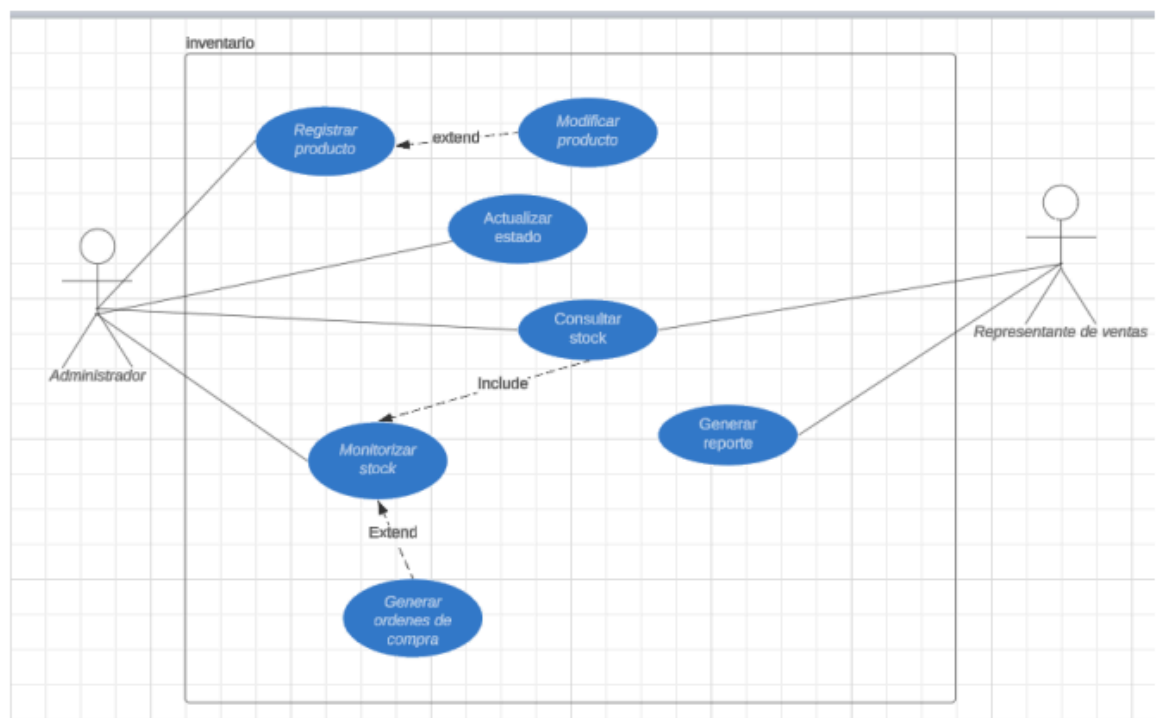 inventario
Registrar
producto
extend
Modificar
producto
Actualizar
estado
Consultar
stock
Representante de ventas
Administrador
Include
Generar
reporte
Monitorizar
stock
Extend
Generar
ordenes de
compra